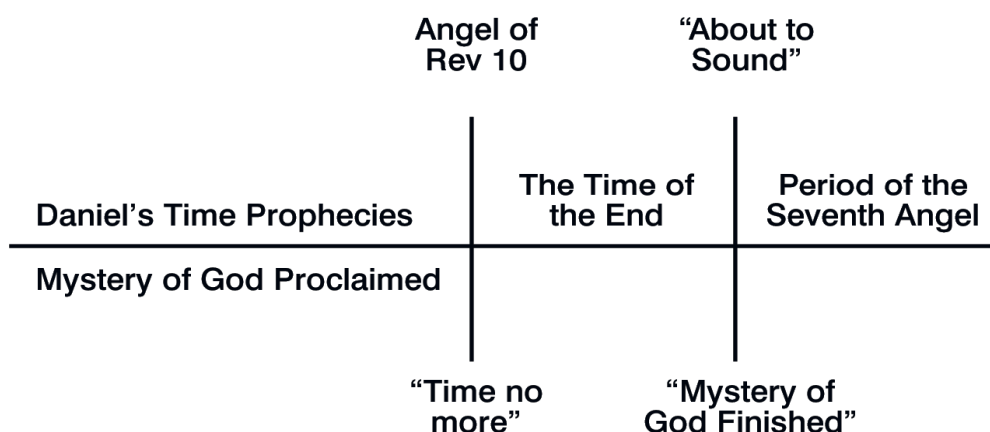 Angel of
Rev 10
“About to
Sound”
Daniel’s Time Prophecies
The Time of
the End
Period of the
Seventh Angel
Mystery of God Proclaimed
“Time no
more”
“Mystery of
God Finished”